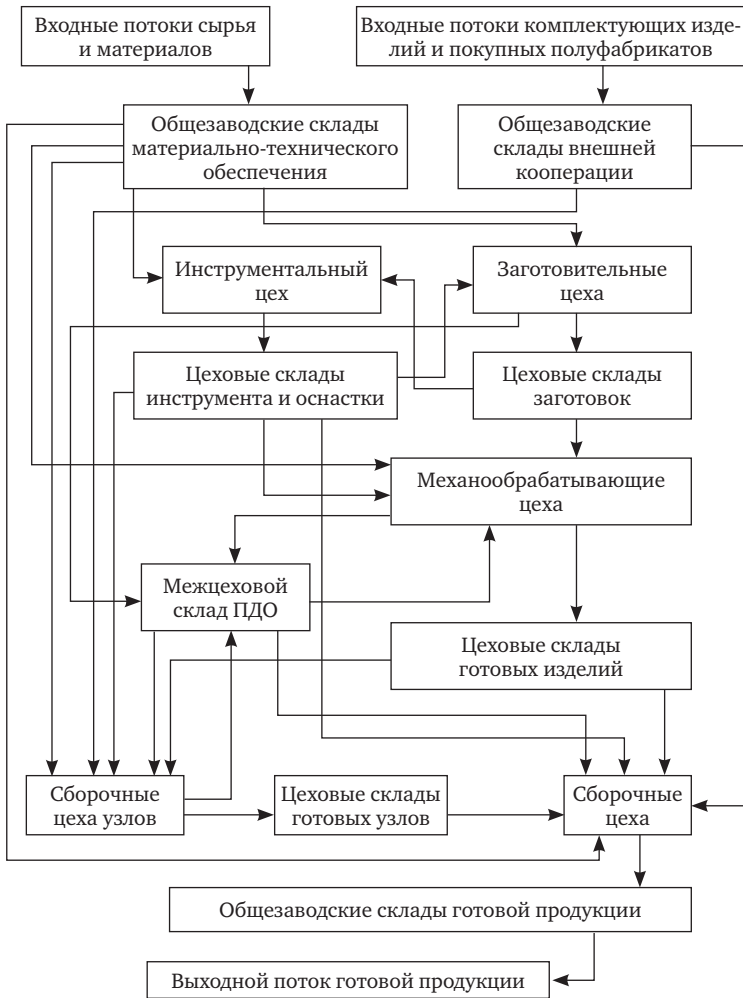 Входные потоки сырья
и материалов
Входные потоки комплектующих изде-
лий и покупных полуфабрикатов
Общезаводские склады
материально-технического
обеспечения
Общезаводские
склады внешней
кооперации
Инструментальный
цех
Заготовительные
цеха
Цеховые склады
инструмента и оснастки
Цеховые склады
заготовок
Механообрабатывающие
цеха
Межцеховой
склад ПДО
Цеховые склады
готовых изделий
Сборочные
цеха узлов
Цеховые склады
готовых узлов
Сборочные
цеха
Общезаводские склады готовой продукции
Выходной поток готовой продукции